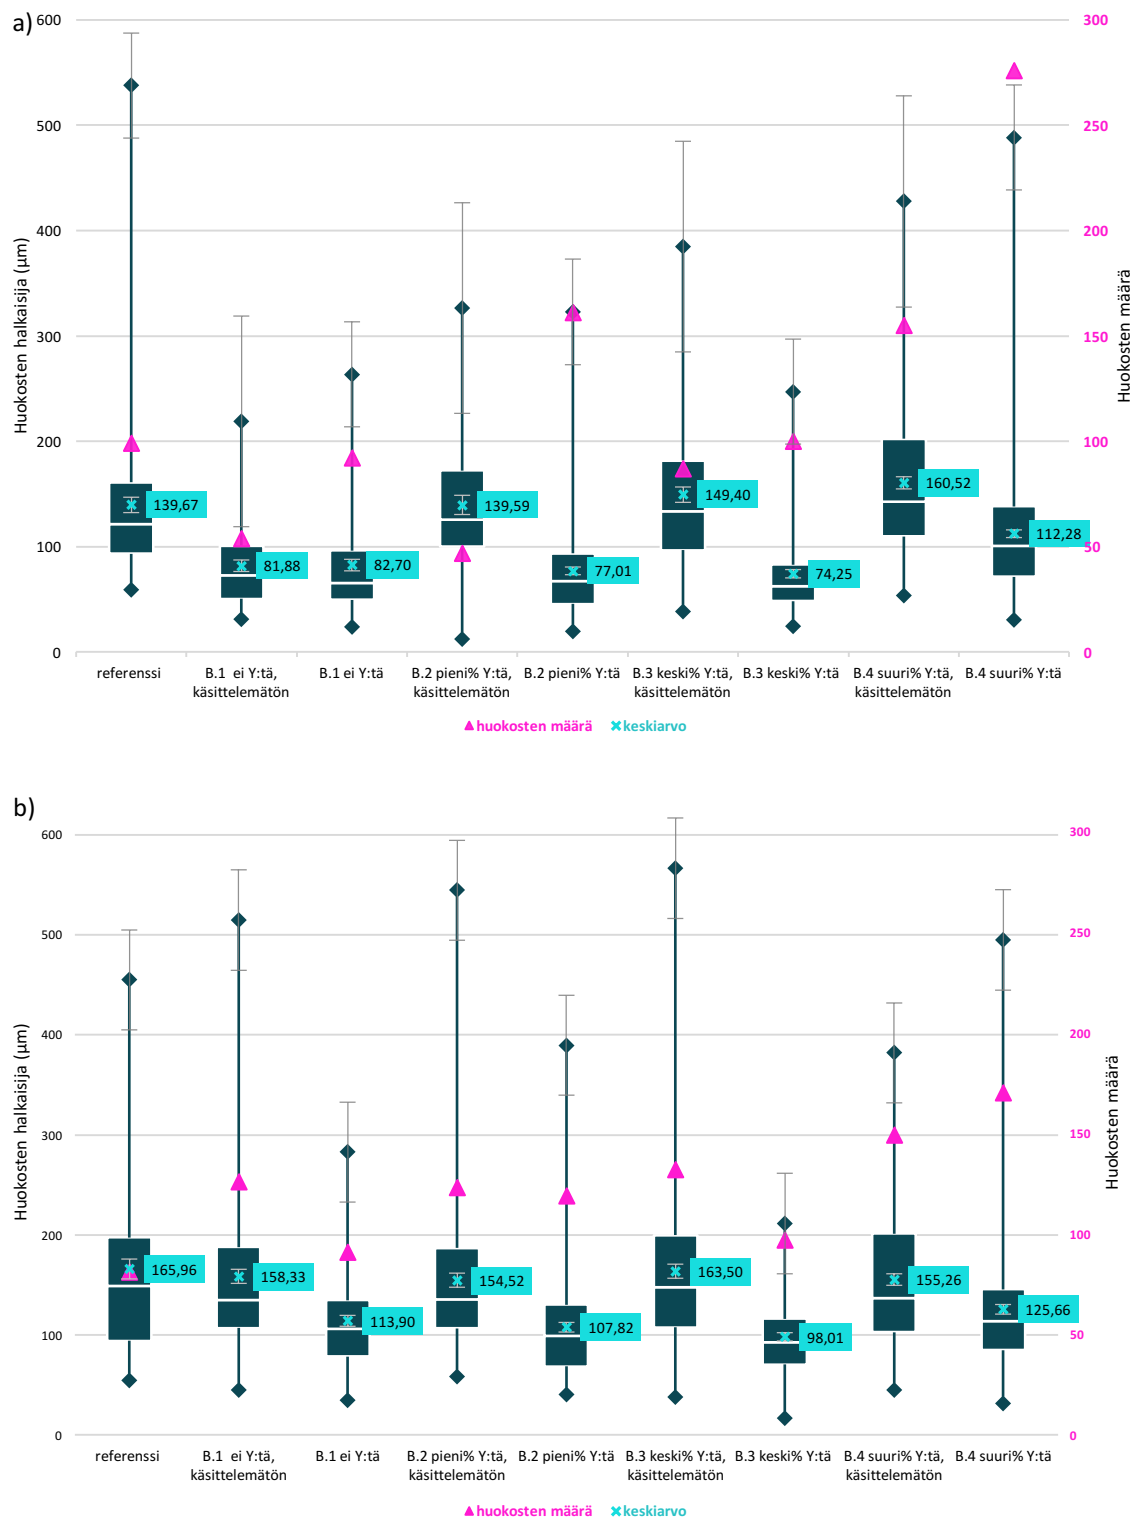 a)
600
500
400
300
200
100
0
Huokosten halkaisija (µm)
300
250
200
150
100
50
0
Huokosten määrä
139,67
81,88
82,70
139,59
77,01
149,40
74,25
160,52
112,28
referenssi
B.1  ei Y:tä,
käsittelemätön
B.1 ei Y:tä
B.2 pieni% Y:tä,
käsittelemätön
B.2 pieni% Y:tä
B.3 keski% Y:tä,
käsittelemätön
B.3 keski% Y:tä
B.4 suuri% Y:tä,
käsittelemätön
B.4 suuri% Y:tä
huokosten määrä
keskiarvo
b)
600
500
400
300
200
100
0
Huokosten halkaisija (µm)
300
250
200
150
100
50
0
Huokosten määrä
165,96
158,33
113,90
154,52
107,82
163,50
98,01
155,26
125,66
referenssi
B.1  ei Y:tä,
käsittelemätön
B.1 ei Y:tä
B.2 pieni% Y:tä,
käsittelemätön
B.2 pieni% Y:tä
B.3 keski% Y:tä,
käsittelemätön
B.3 keski% Y:tä
B.4 suuri% Y:tä,
käsittelemätön
B.4 suuri% Y:tä
huokosten määrä
keskiarvo